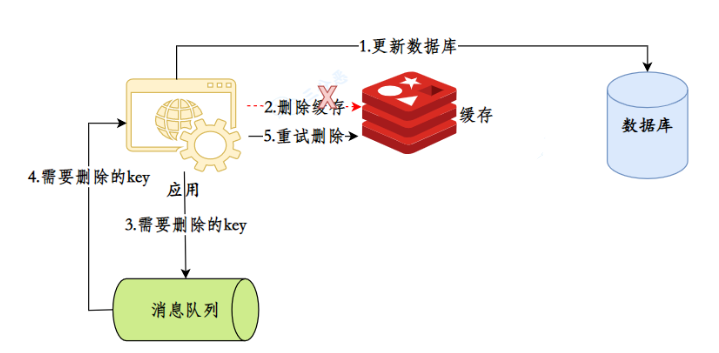 1.更新数据库
2.删除缓存
X
缓存
5.重试删除
数据库
4.需要删除的key
应用
3.需要删除的key
消息队列